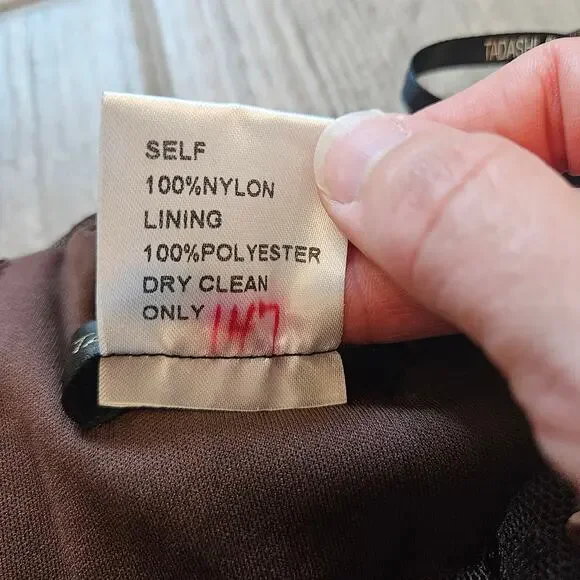 TADASHI
SELF
100%NYLON
LINING
100%POLYESTER
DRY CLEAN
ONLY 147